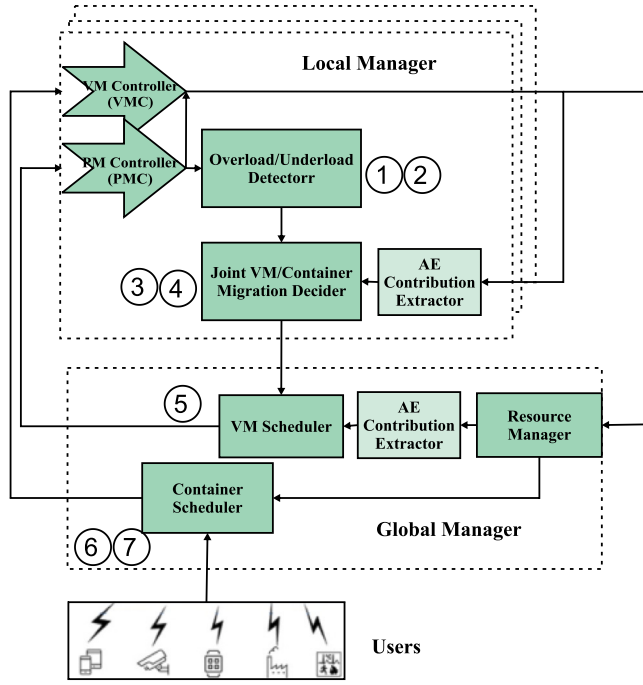 Local Manager
VM Controller
(VMC)
PM Controller
(PMC)
Overload/Underload
Detectorr
1 2
3 4
Joint VM/Container
Migration Decider
AE
Contribution
Extractor
5
VM Scheduler
AE
Contribution
Extractor
Resource
Manager
Container
Scheduler
6 7
Global Manager
Users